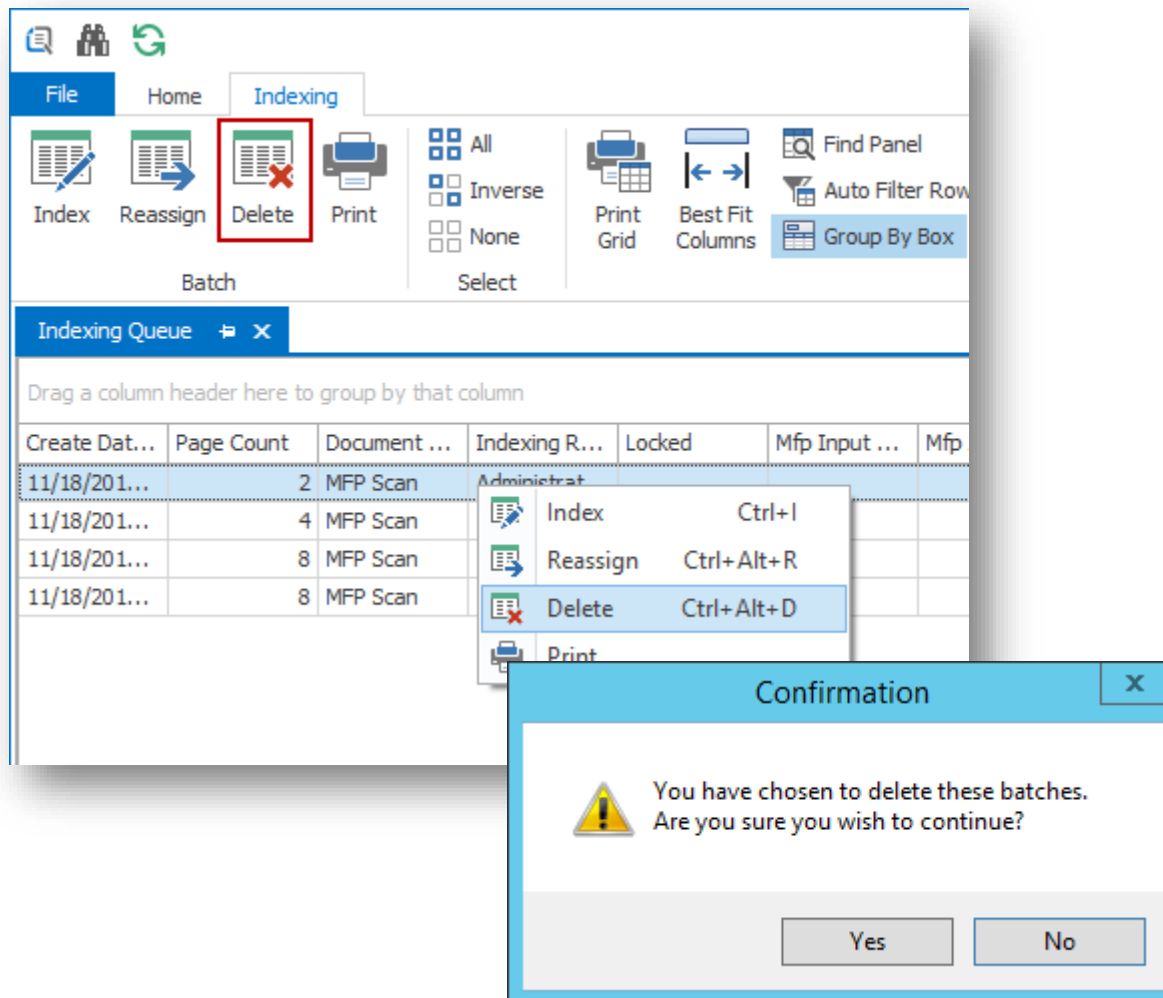 File Home Indexing
All
Find Panel
Inverse
Auto Filter Row
Index Reassign Delete Print
Print Grid
Best Fit Columns
None
Group By Box
Batch Select
Indexing Queue
Drag a column header here to group by that column
Create Dat... Page Count Document ... Indexing R... Locked Mfp Input ... Mfp
11/18/201... 2 MFP Scan Administrat
11/18/201... 4 MFP Scan
11/18/201... 8 MFP Scan
11/18/201... 8 MFP Scan
Index Ctrl+I
Reassign Ctrl+Alt+R
Delete Ctrl+Alt+D
Print
Confirmation
You have chosen to delete these batches.
Are you sure you wish to continue?
Yes No